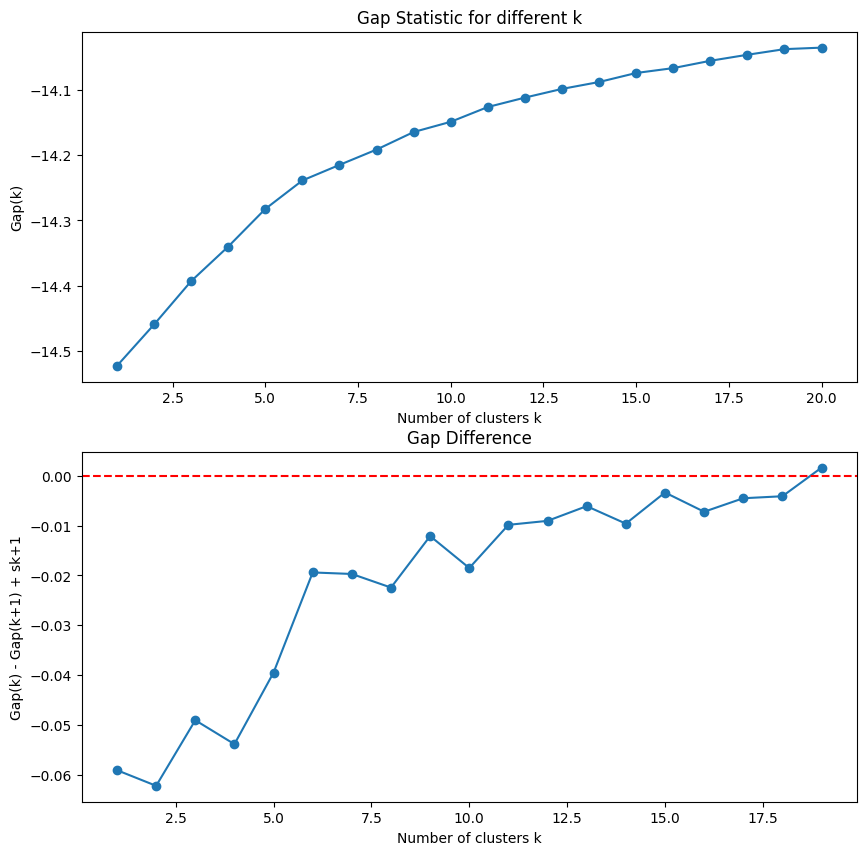 Gap Statistic for different k
−14.1
−14.2
−14.3
−14.4
−14.5
Gap(k)
2.5 5.0 7.5 10.0 12.5 15.0 17.5 20.0
Number of clusters k
Gap Difference
0.00
−0.01
−0.02
−0.03
−0.04
−0.05
−0.06
Gap(k) - Gap(k+1) + sk+1
2.5 5.0 7.5 10.0 12.5 15.0 17.5
Number of clusters k